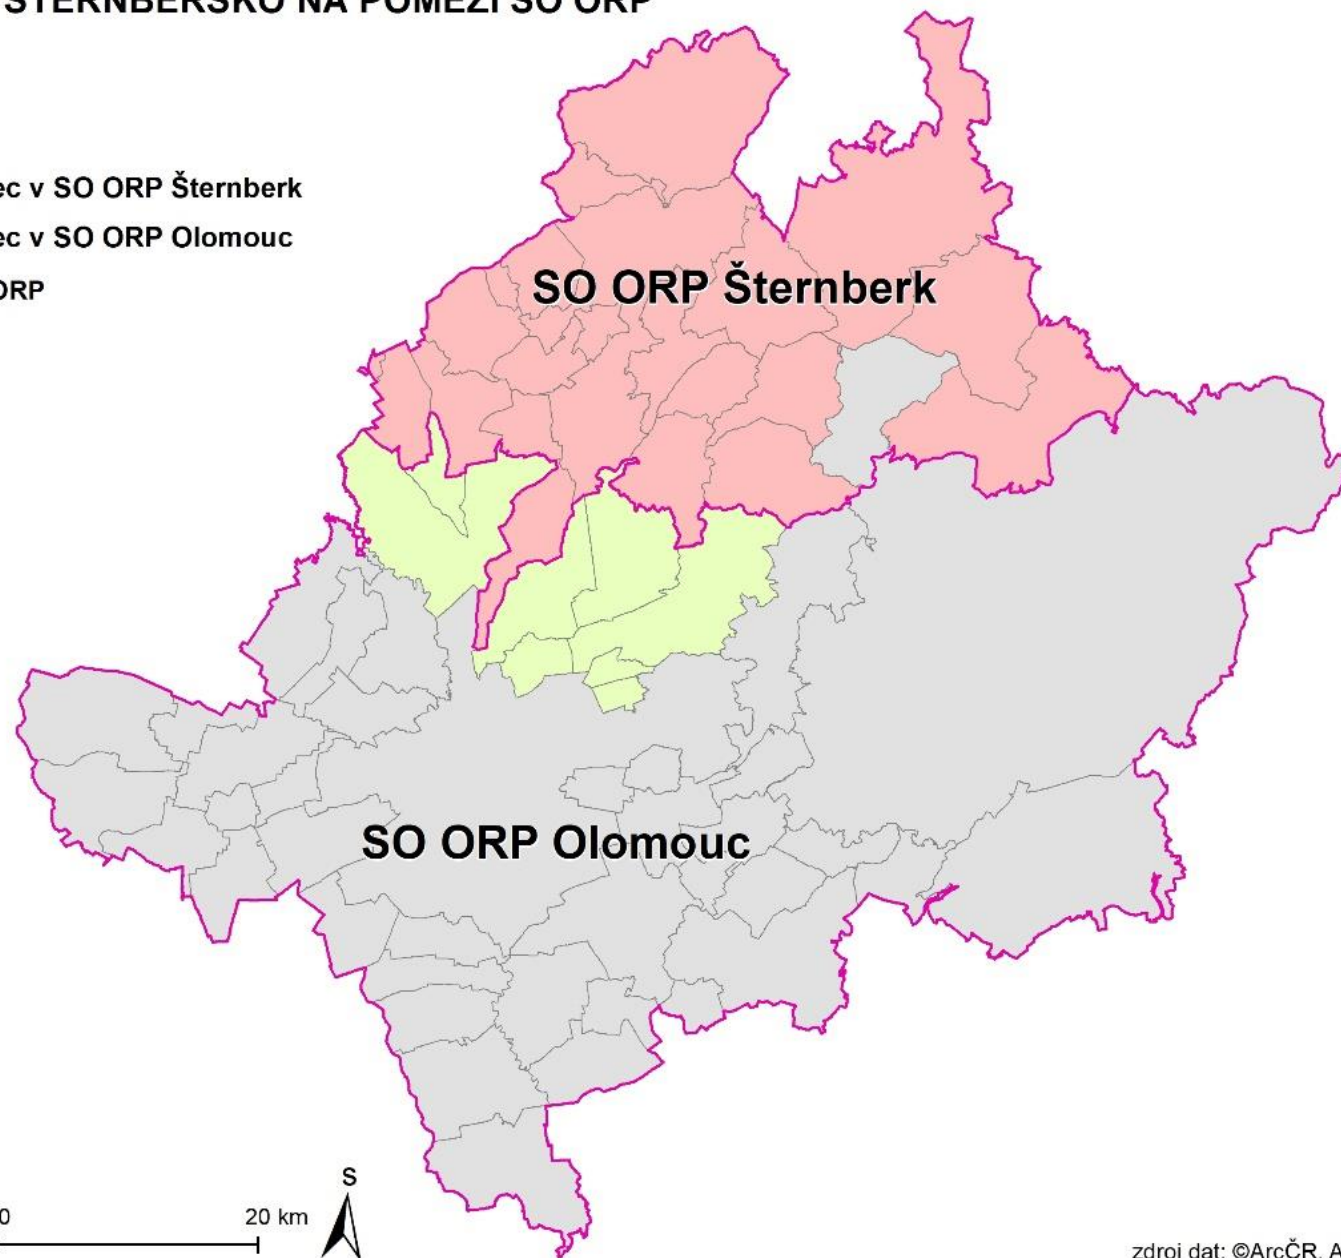 ŠTERNBERSKO NA POMEZÍ SO ORP
ec v SO ORP Šternberk
ec v SO ORP Olomouc
ORP
SO ORP Šternberk
SO ORP Olomouc
S
0
20 km
zdroj dat: ©ArcČR, A